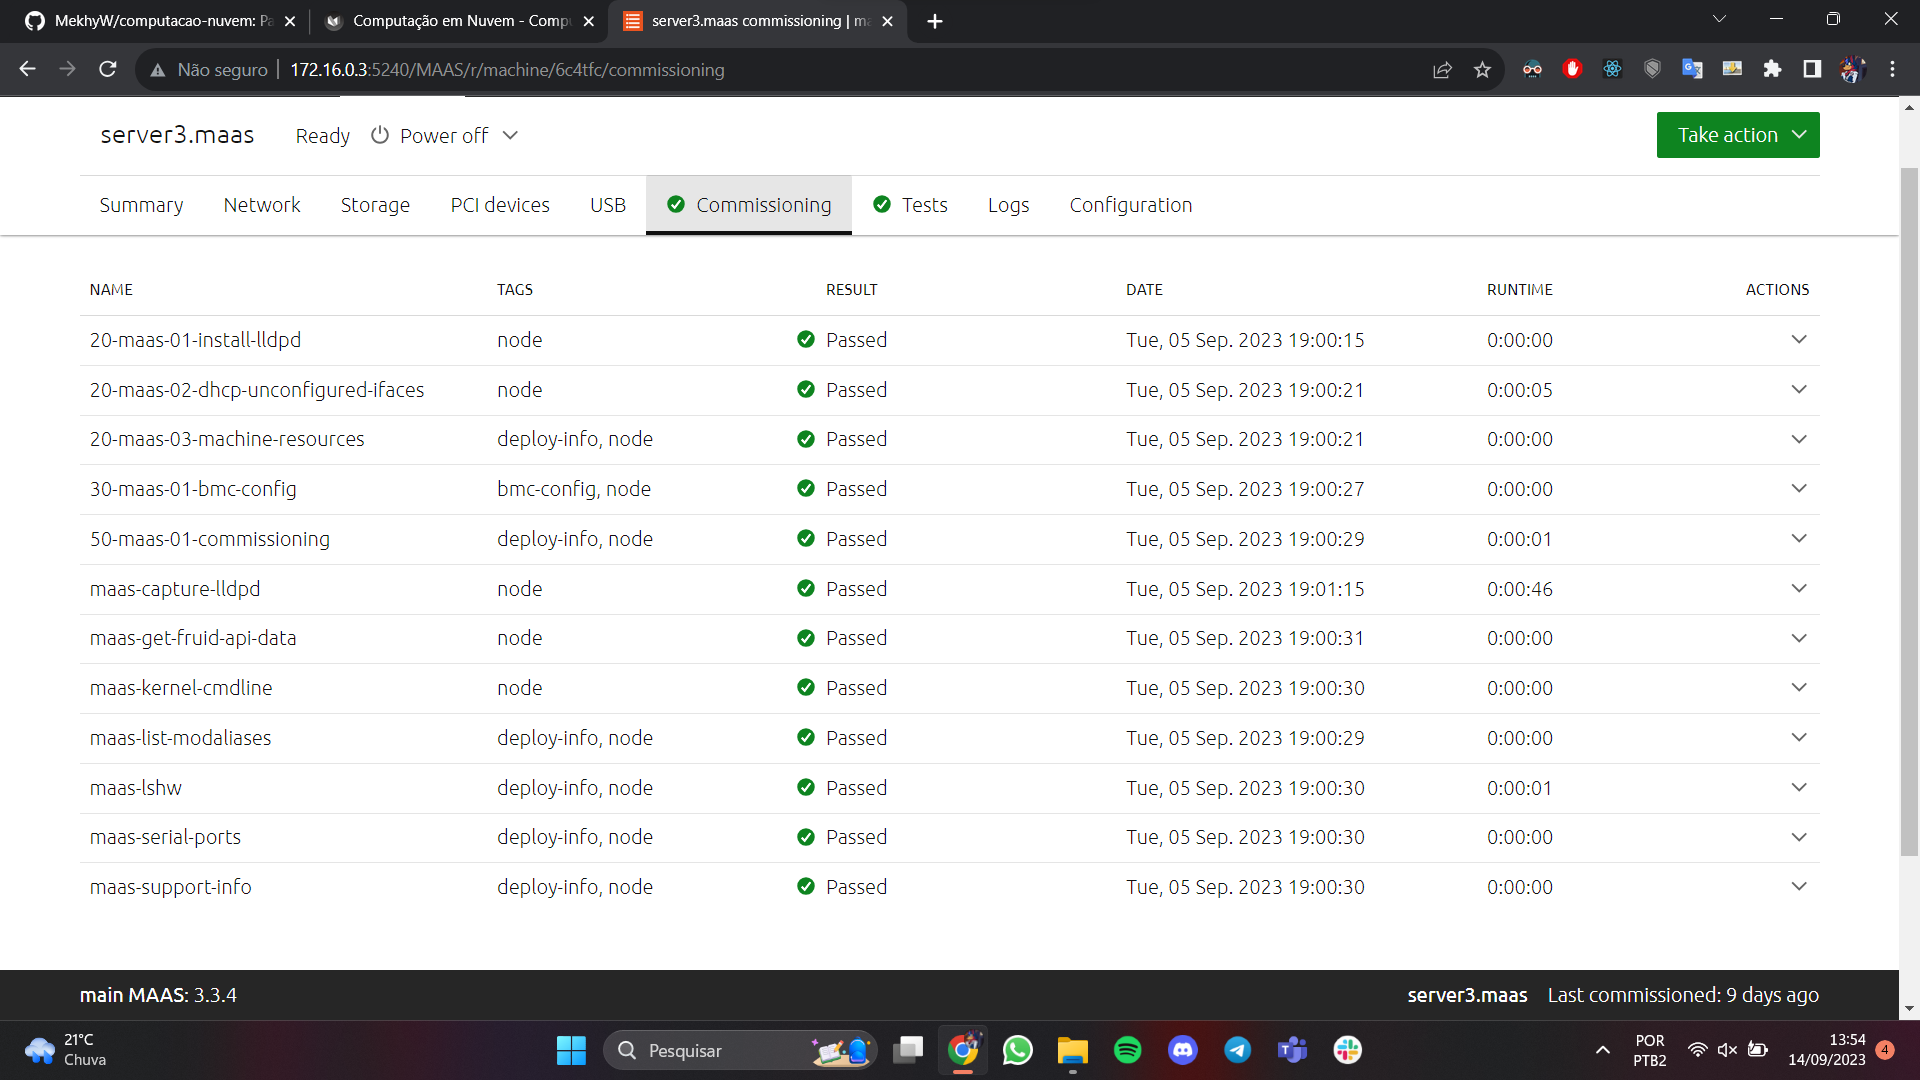 MekhyW/computacao-nuvem: Pa
Computação em Nuvem - Compu
server3.maas commissioning | ma
Não seguro
172.16.0.3:5240/MAAS/r/machine/6c4tfc/commissioning
server3.maas Ready Power off
Take action
Summary Network Storage PCI devices USB Commissioning Tests Logs Configuration
NAME TAGS RESULT DATE RUNTIME ACTIONS
20-maas-01-install-lldpd node Passed Tue, 05 Sep. 2023 19:00:15 0:00:00
20-maas-02-dhcp-unconfigured-ifaces node Passed Tue, 05 Sep. 2023 19:00:21 0:00:05
20-maas-03-machine-resources deploy-info, node Passed Tue, 05 Sep. 2023 19:00:21 0:00:00
30-maas-01-bmc-config bmc-config, node Passed Tue, 05 Sep. 2023 19:00:27 0:00:00
50-maas-01-commissioning deploy-info, node Passed Tue, 05 Sep. 2023 19:00:29 0:00:01
maas-capture-lldpd node Passed Tue, 05 Sep. 2023 19:01:15 0:00:46
maas-get-fruid-api-data node Passed Tue, 05 Sep. 2023 19:00:31 0:00:00
maas-kernel-cmdline node Passed Tue, 05 Sep. 2023 19:00:30 0:00:00
maas-list-modaliases deploy-info, node Passed Tue, 05 Sep. 2023 19:00:29 0:00:00
maas-lshw deploy-info, node Passed Tue, 05 Sep. 2023 19:00:30 0:00:01
maas-serial-ports deploy-info, node Passed Tue, 05 Sep. 2023 19:00:30 0:00:00
maas-support-info deploy-info, node Passed Tue, 05 Sep. 2023 19:00:30 0:00:00
main MAAS: 3.3.4
server3.maas Last commissioned: 9 days ago
21°C
Chuva
Pesquisar
POR
PTB2
13:54
14/09/2023
4